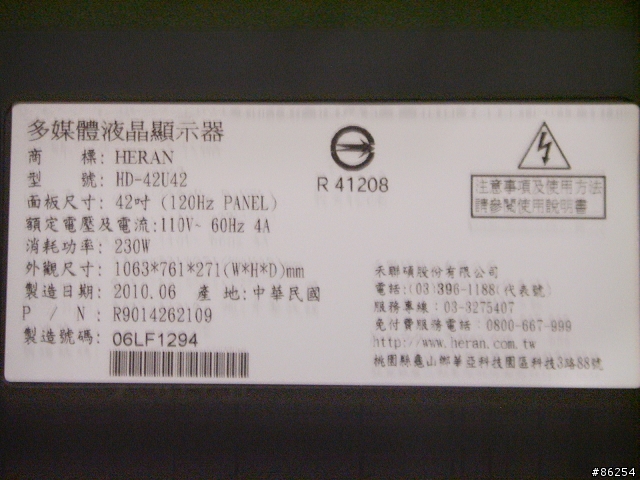 多媒體液晶顯示器
商 標: HERAN
型 號: HD-42U42
面板尺寸: 42吋 (120Hz PANEL)
額定電壓及電流:110V~ 60Hz 4A
消耗功率: 230W
外觀尺寸: 1063*761*271(W*H*D)mm
製造日期: 2010.06 產 地:中華民國
P / N: R9014262109
製造號碼: 06LF1294
R 41208
注意事項及使用方法
請參閱使用說明書
禾聯碩股份有限公司
電話:(03)396-1188(代表號)
服務專線:03-3275407
免付費服務電話:0800-667-999
http://www.heran.com.tw
桃園縣龜山鄉華亞科技園區科技3路88號
#86254